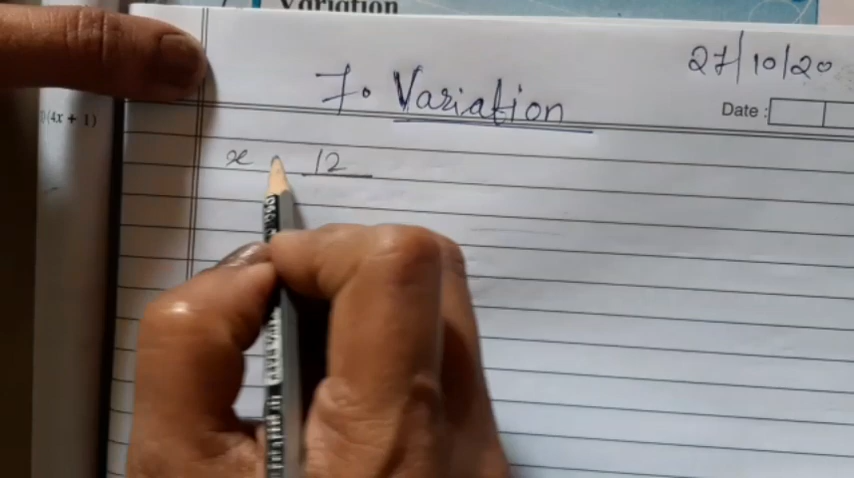 Variation
27/10/20
7. Variation
Date :
(4x + 1)
x 12